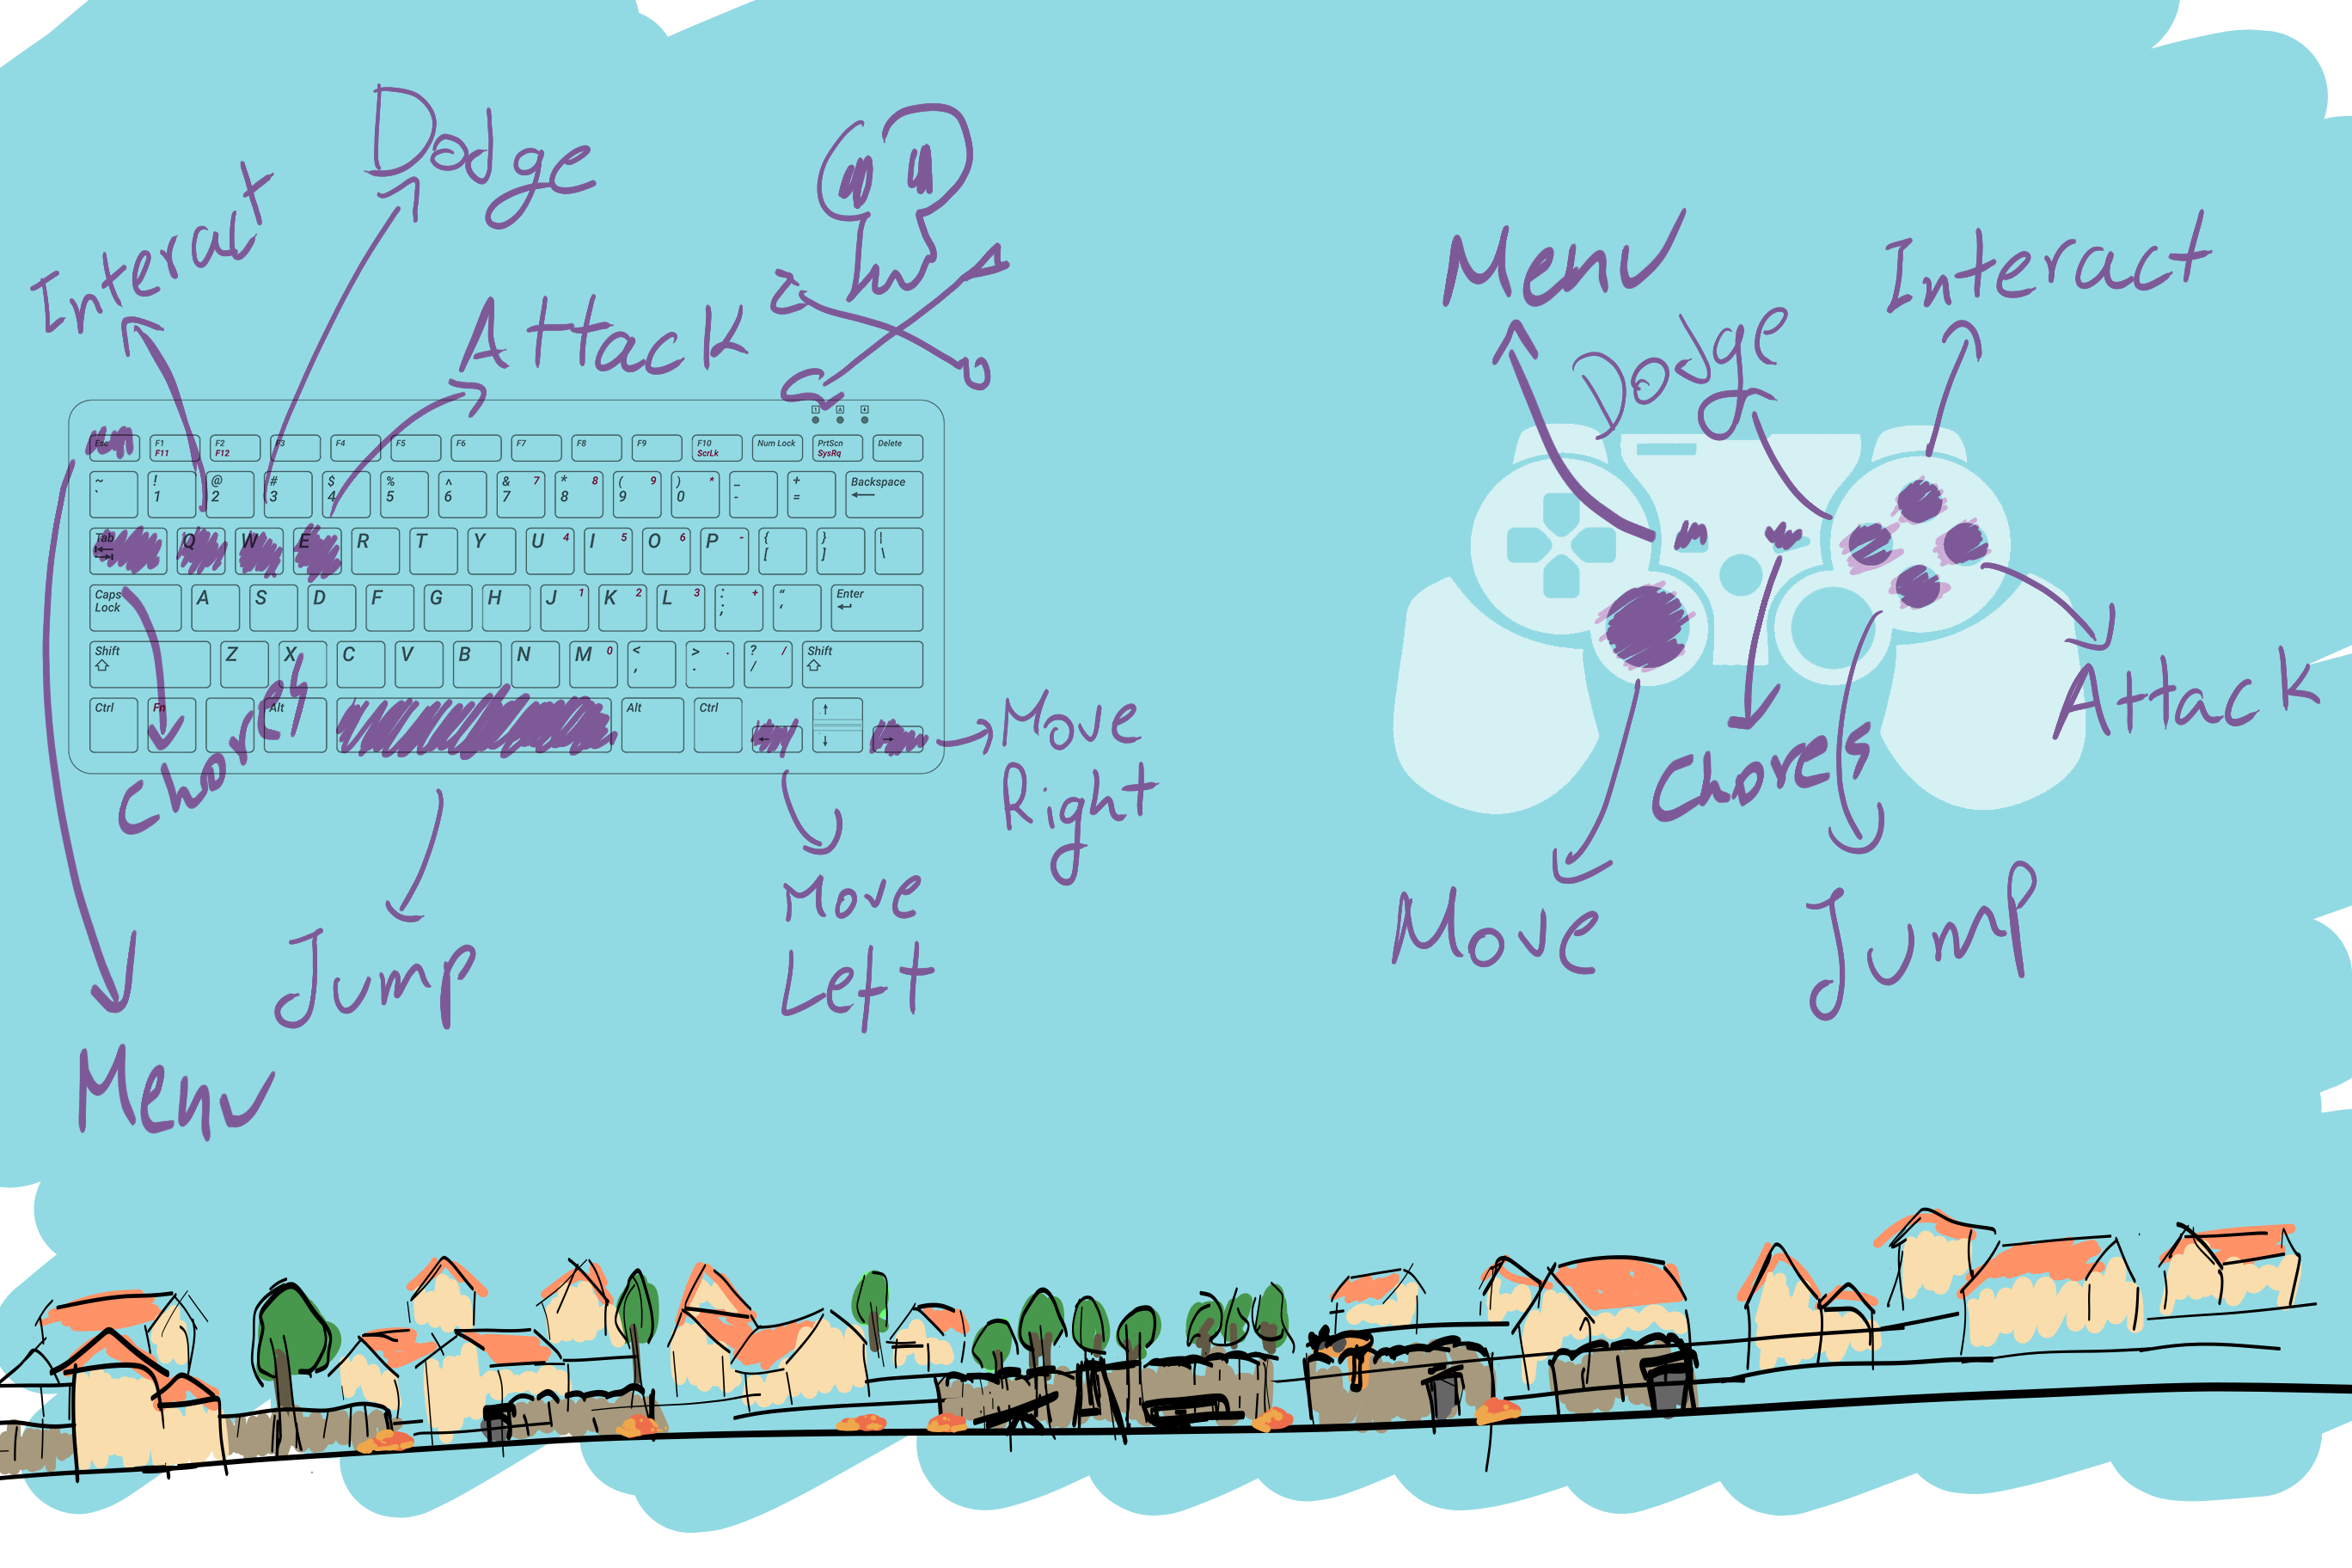 Dodge
Interact
Attack
Menu
Interact
Dodge
1 A
Esc F1 F2 F3 F4 F5 F6 F7 F8 F9 F10 Num Lock PrtScn Delete
F11 F12 ScrLk SysRq
~ ! @ # $ % ^ & 7 * 8 ( 9 ) * _ + Backspace
` 1 2 3 4 5 6 7 8 9 0 - =
Tab Q W E R T Y U 4 I 5 O 6 P - { } |
[ ] \
Caps Lock A S D F G H J 1 K 2 L 3 : + “ Enter
; ‘
Shift Z X C V B N M 0 < > . ? / Shift
, . /
Ctrl Fn Alt Alt Ctrl
Chores
Move
Right
Attack
Chores
Move
Left
Jump
Move
Jump
Menu